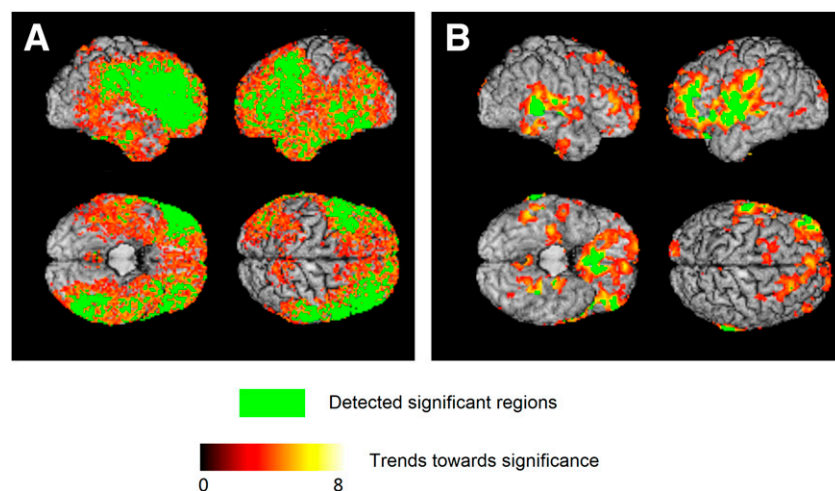 A
B
Detected significant regions
Trends towards significance
0 8